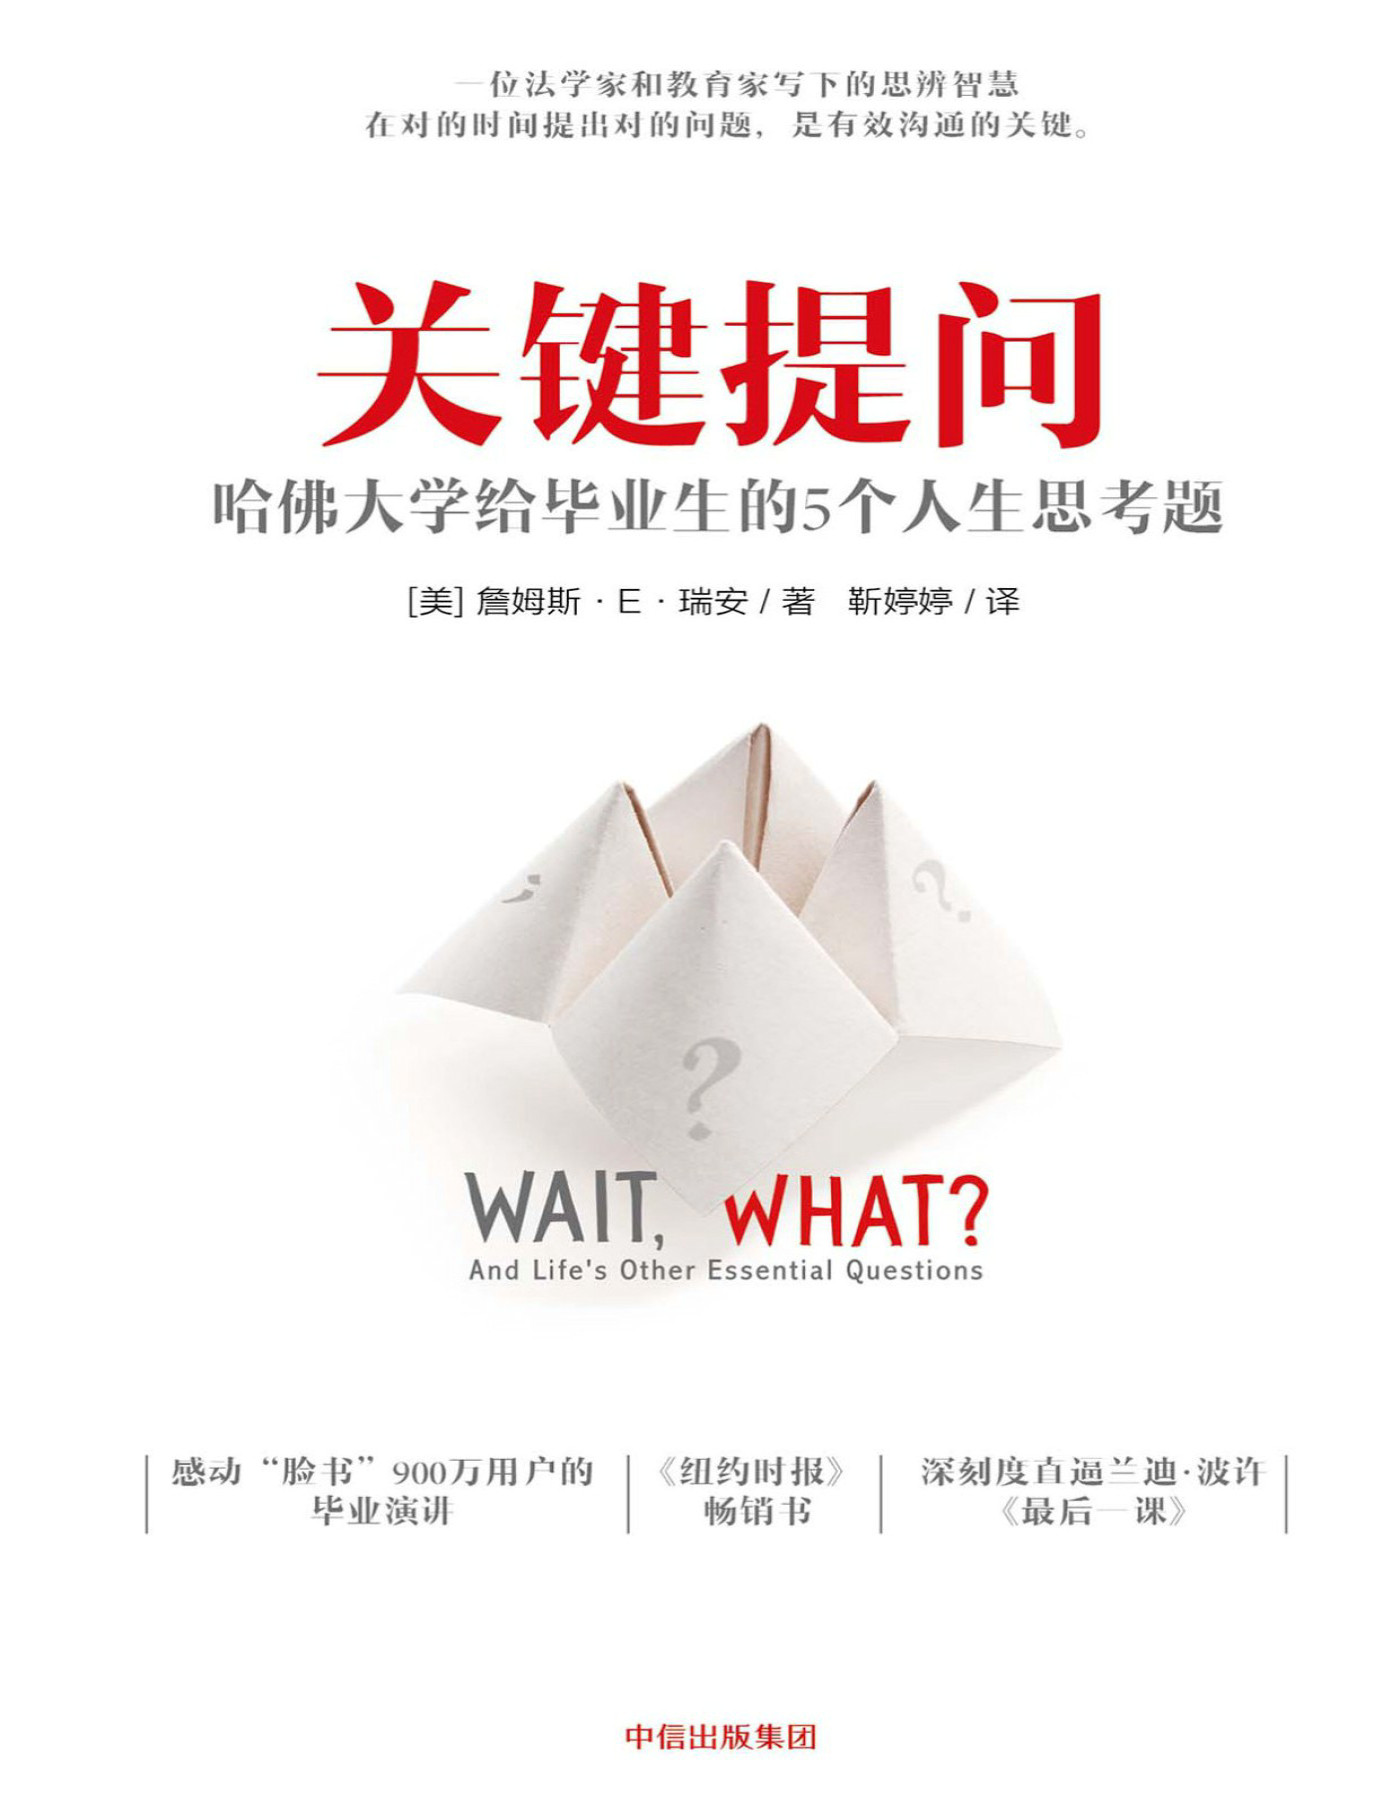 一位法学家和教育家写下的思辨智慧
在对的时间提出对的问题，是有效沟通的关键。
关键提问
哈佛大学给毕业生的5个人生思考题
[美] 詹姆斯·E·瑞安 / 著 靳婷婷 / 译
?
?
WAIT, WHAT?
And Life's Other Essential Questions
感动“脸书”900万用户的
毕业演讲
《纽约时报》
畅销书
深刻度直逼兰迪·波许
《最后一课》
中信出版集团